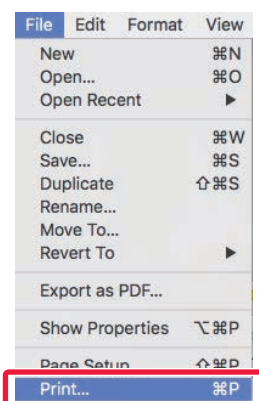 File Edit Format View
New ⌘N
Open... ⌘O
Open Recent ▶
Close ⌘W
Save... ⌘S
Duplicate ⇧⌘S
Rename...
Move To...
Revert To ▶
Export as PDF...
Show Properties ⌥⌘P
Page Setup ⇧⌘P
Print... ⌘P